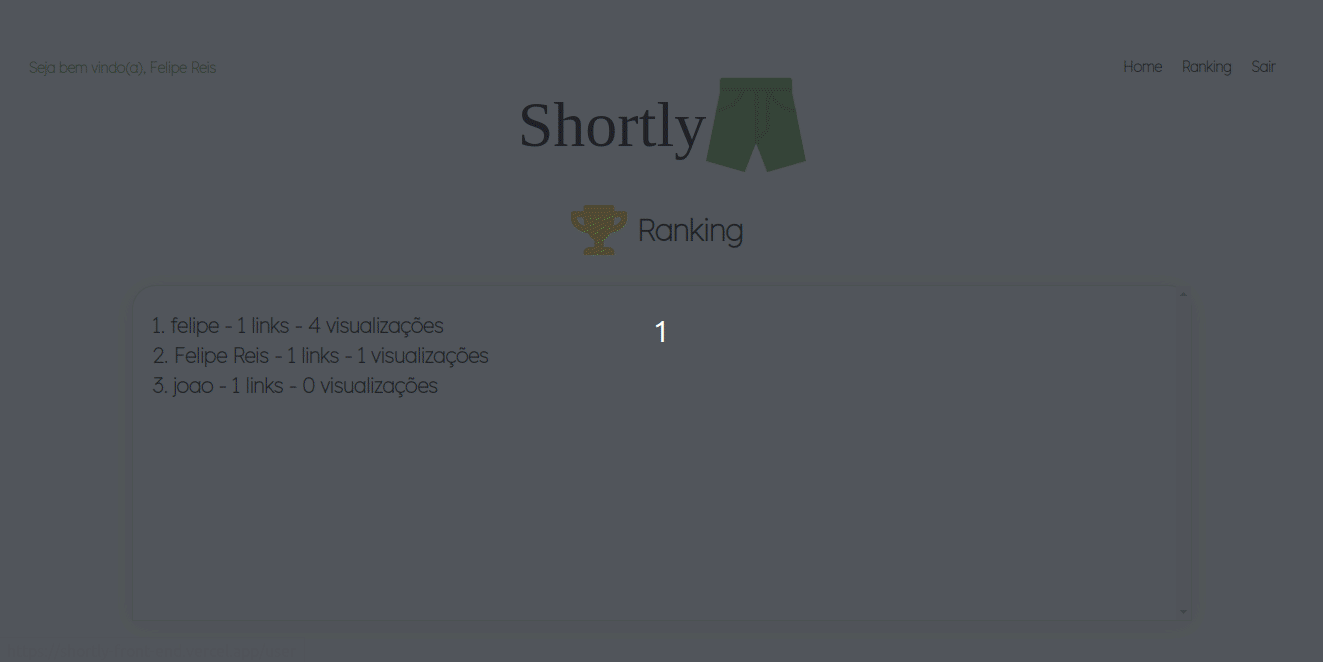 Seja bem vindo(a), Felipe Reis
Home Ranking Sair
Shortly
Ranking
1. felipe - 1 links - 4 visualizações
1
2. Felipe Reis - 1 links - 1 visualizações
3. joao - 1 links - 0 visualizações